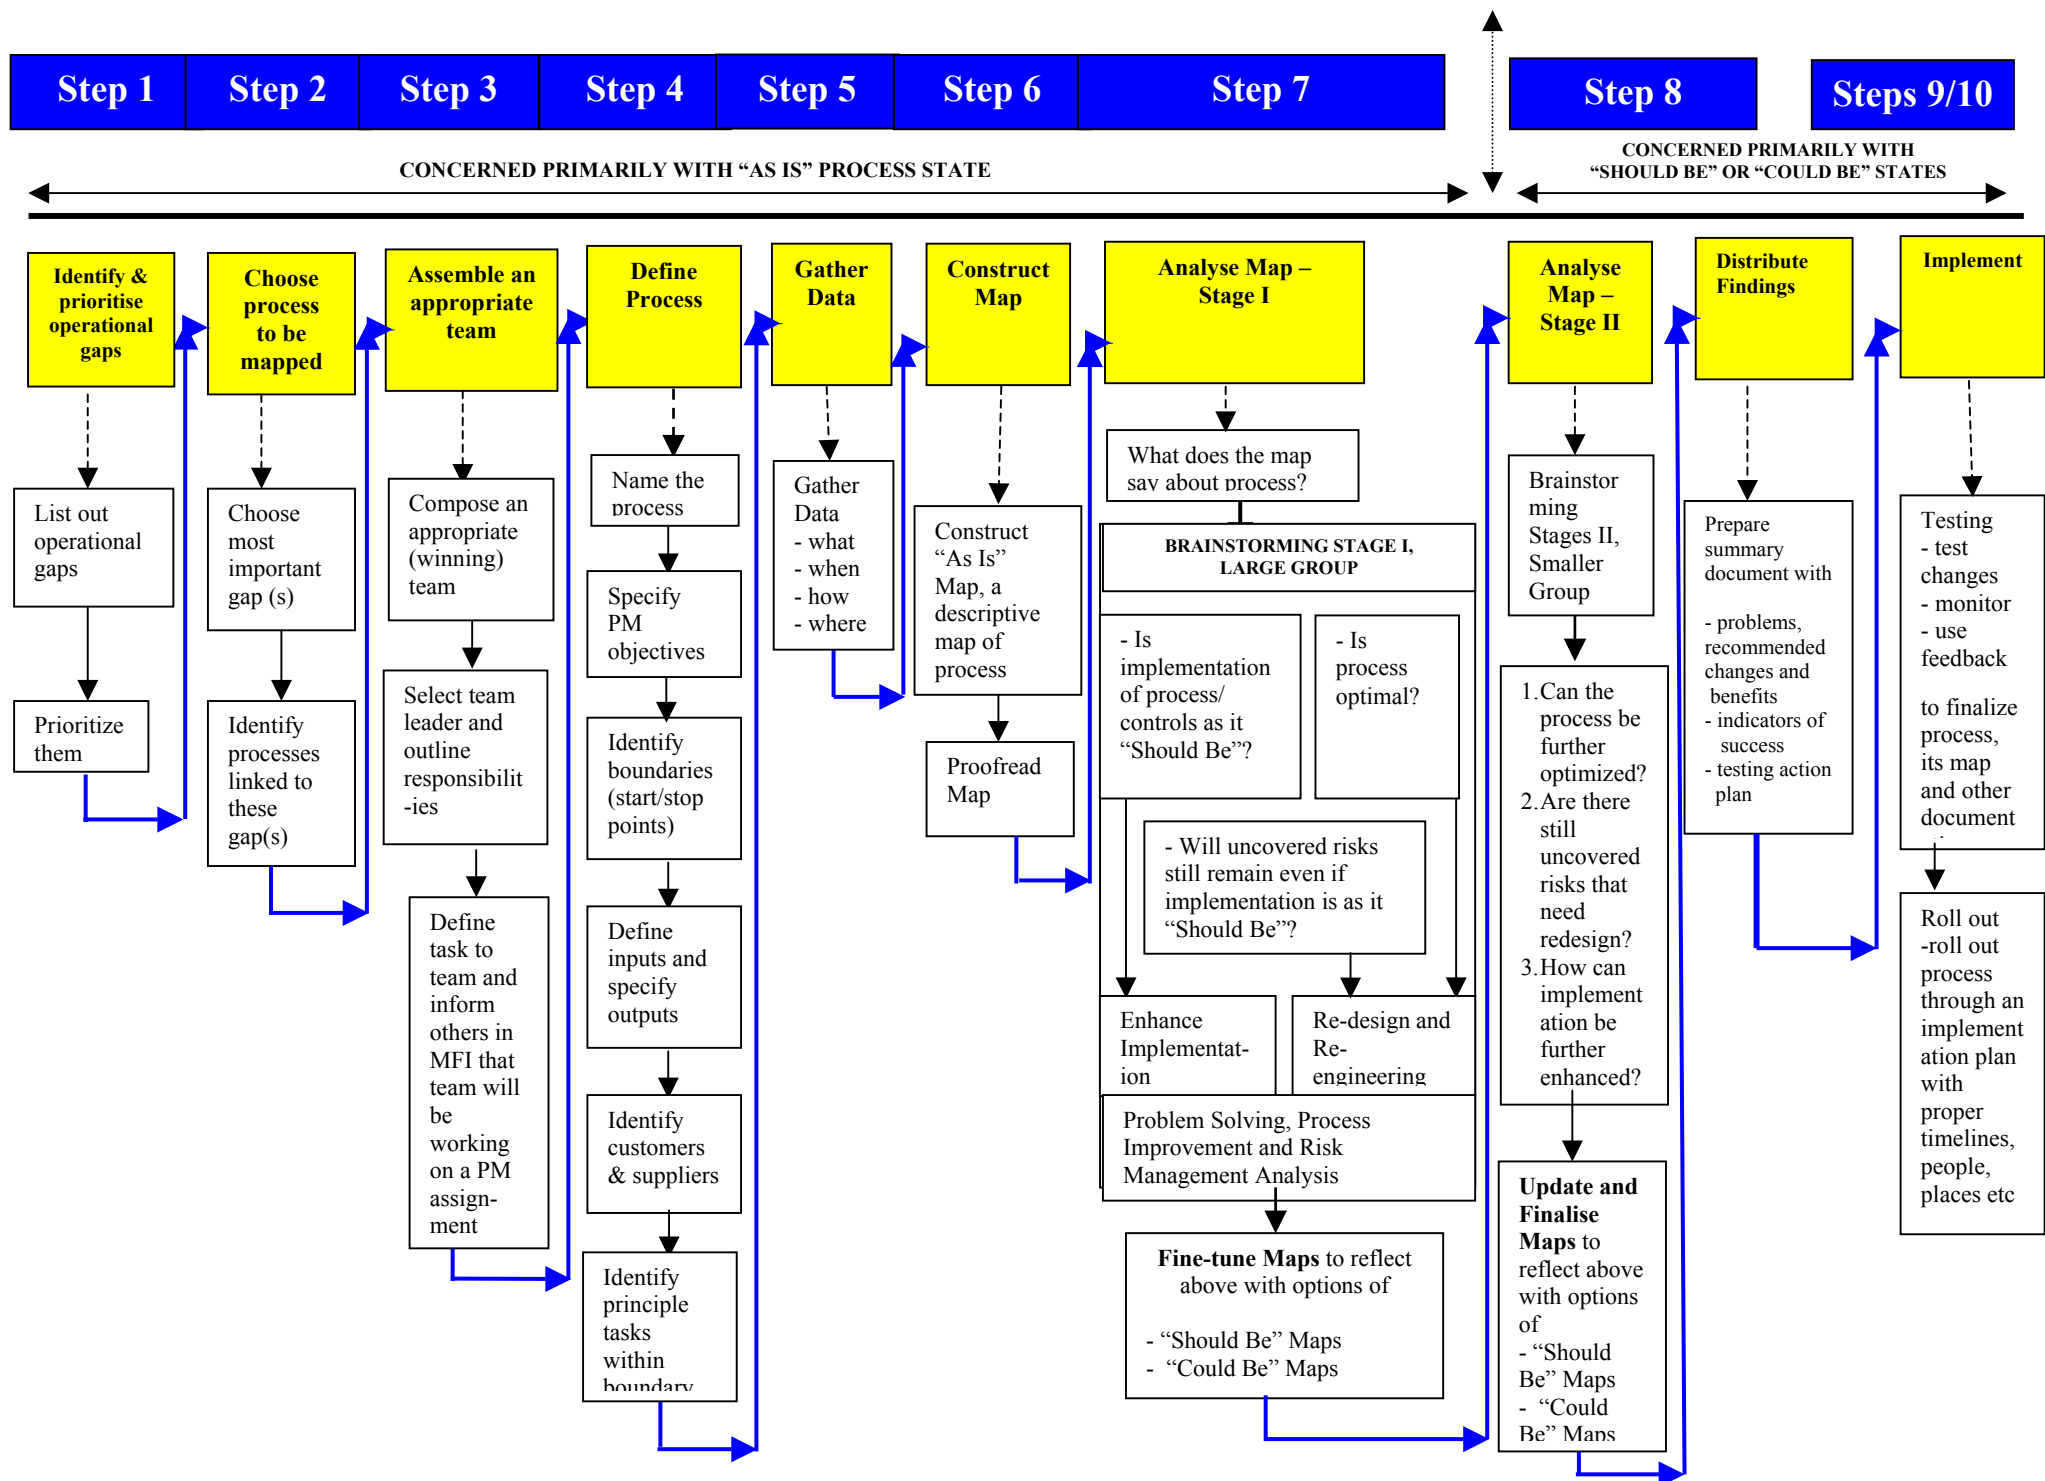 Step 1
Step 2
Step 3
Step 4
Step 5
Step 6
Step 7
Step 8
Steps 9/10
CONCERNED PRIMARILY WITH “AS IS” PROCESS STATE
CONCERNED PRIMARILY WITH
“SHOULD BE” OR “COULD BE” STATES
Identify &
prioritise
operational
gaps
List out
operational
gaps
Prioritize
them
Choose
process
to be
mapped
Choose
most
important
gap (s)
Identify
processes
linked to
these
gap(s)
Assemble an
appropriate
team
Compose an
appropriate
(winning)
team
Select team
leader and
outline
responsibilit
-ies
Define
task to
team and
inform
others in
MFI that
team will
be
working
on a PM
assign-
ment
Define
Process
Name the
process
Specify
PM
objectives
Identify
boundaries
(start/stop
points)
Define
inputs and
specify
outputs
Identify
customers
& suppliers
Identify
principle
tasks
within
boundary
Gather
Data
Gather
Data
- what
- when
- how
- where
Construct
Map
Construct
“As Is”
Map, a
descriptive
map of
process
Proofread
Map
Analyse Map –
Stage I
What does the map
say about process?
BRAINSTORMING STAGE I,
LARGE GROUP
- Is
implementation
of process/
controls as it
“Should Be”?
- Is
process
optimal?
- Will uncovered risks
still remain even if
implementation is as it
“Should Be”?
Enhance
Implementat-
ion
Re-design and
Re-
engineering
Problem Solving, Process
Improvement and Risk
Management Analysis
Fine-tune Maps to reflect
above with options of
- “Should Be” Maps
- “Could Be” Maps
Analyse
Map –
Stage II
Brainstor
ming
Stages II,
Smaller
Group
1. Can the
process be
further
optimized?
2. Are there
still
uncovered
risks that
need
redesign?
3. How can
implement
ation be
further
enhanced?
Update and
Finalise
Maps to
reflect above
with options
of
- “Should
Be” Maps
- “Could
Be” Maps
Distribute
Findings
Prepare
summary
document with
- problems,
recommended
changes and
benefits
- indicators of
success
- testing action
plan
Implement
Testing
- test
changes
- monitor
- use
feedback
to finalize
process,
its map
and other
document
Roll out
-roll out
process
through an
implement
ation plan
with
proper
timelines,
people,
places etc